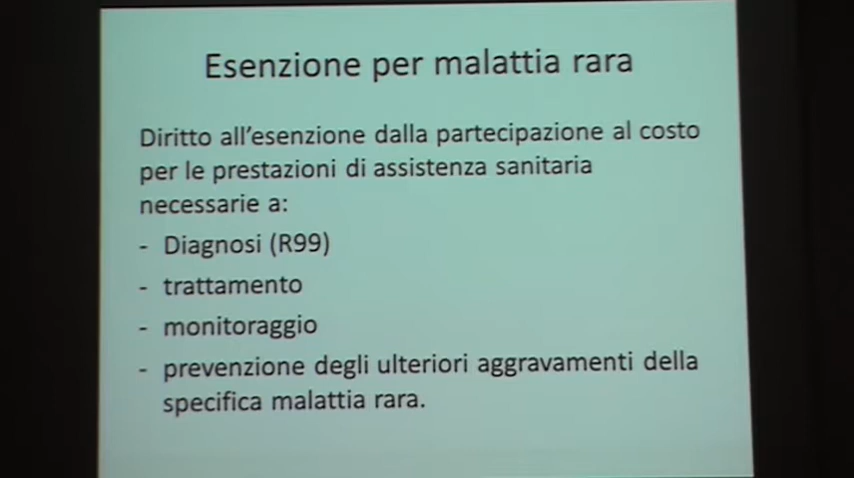 Esenzione per malattia rara
Diritto all'esenzione dalla partecipazione al costo
per le prestazioni di assistenza sanitaria
necessarie a:
- Diagnosi (R99)
- trattamento
- monitoraggio
- prevenzione degli ulteriori aggravamenti della
specifica malattia rara.